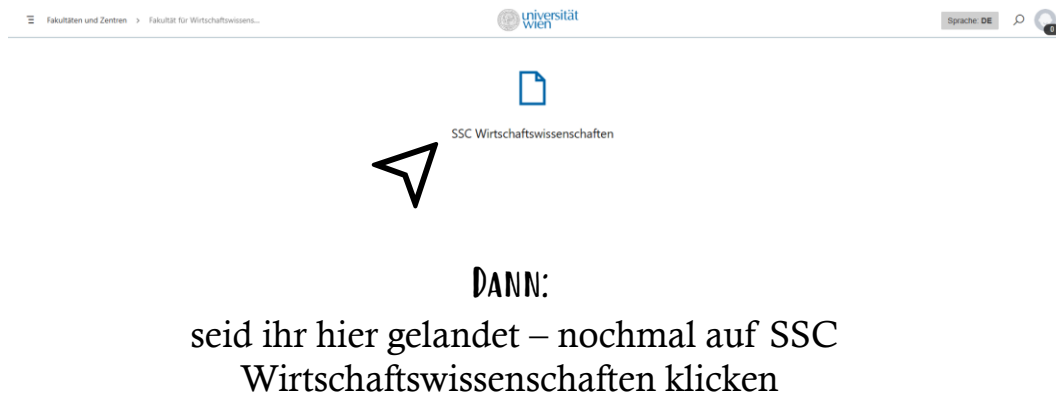 Fakultäten und Zentren > Fakultät für Wirtschaftswissens...
universität
wien
Sprache: DE
0
SSC Wirtschaftswissenschaften
DANN:
seid ihr hier gelandet – nochmal auf SSC
Wirtschaftswissenschaften klicken